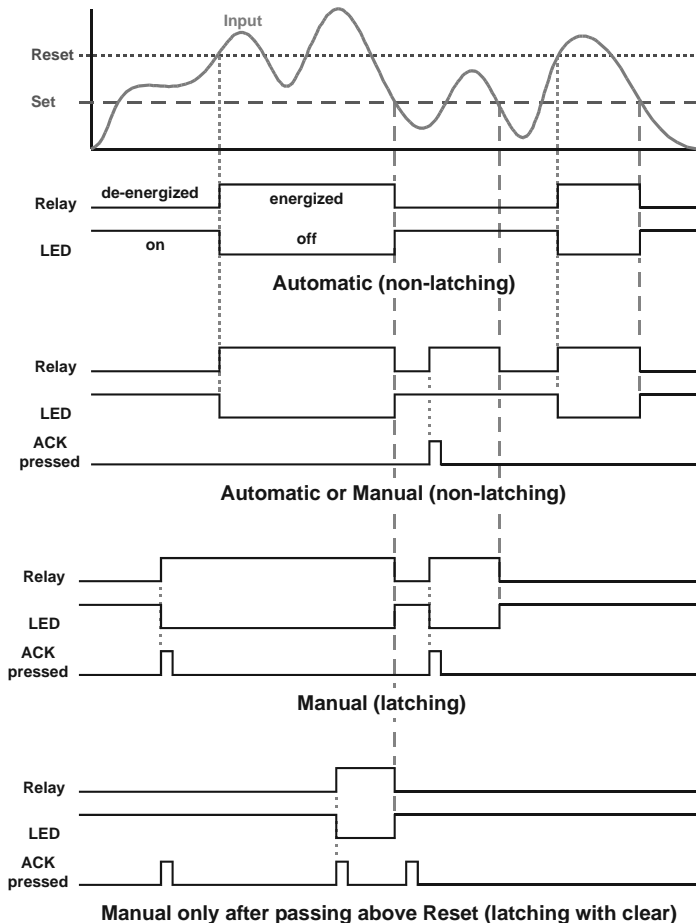 Input
Reset
Set
de-energized energized
Relay
LED
on off
Automatic (non-latching)
Relay
LED
ACK
pressed
Automatic or Manual (non-latching)
Relay
LED
ACK
pressed
Manual (latching)
Relay
LED
ACK
pressed
Manual only after passing above Reset (latching with clear)